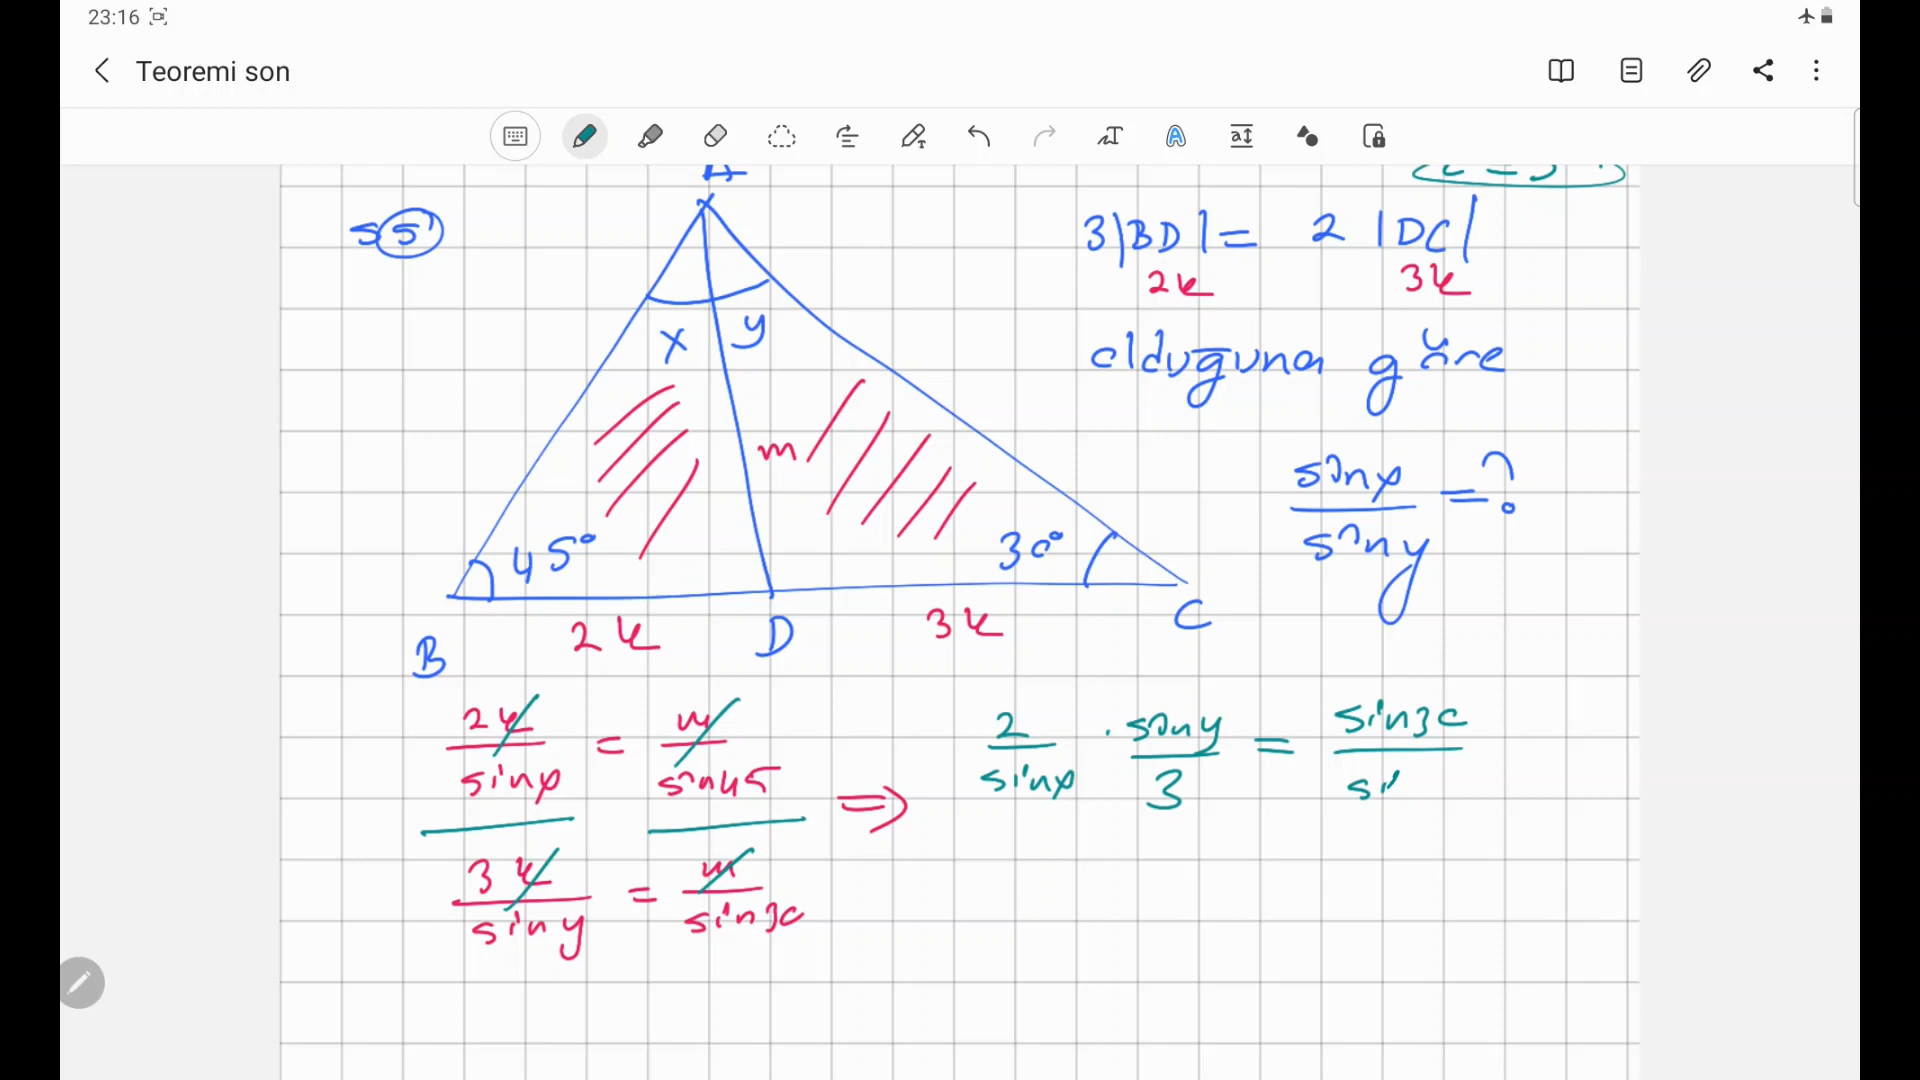 23:16
Teoremi son
A
s 5
3|BD| = 2 |DC|
2k 3k
x y
olduğuna göre
m
sinx
—— = ?
siny
45° 30°
B 2k D 3k C
2k/sinx = m/sin45 ⇒ 2/sinx · siny/3 = sin30/si
3k/siny = m/sin30